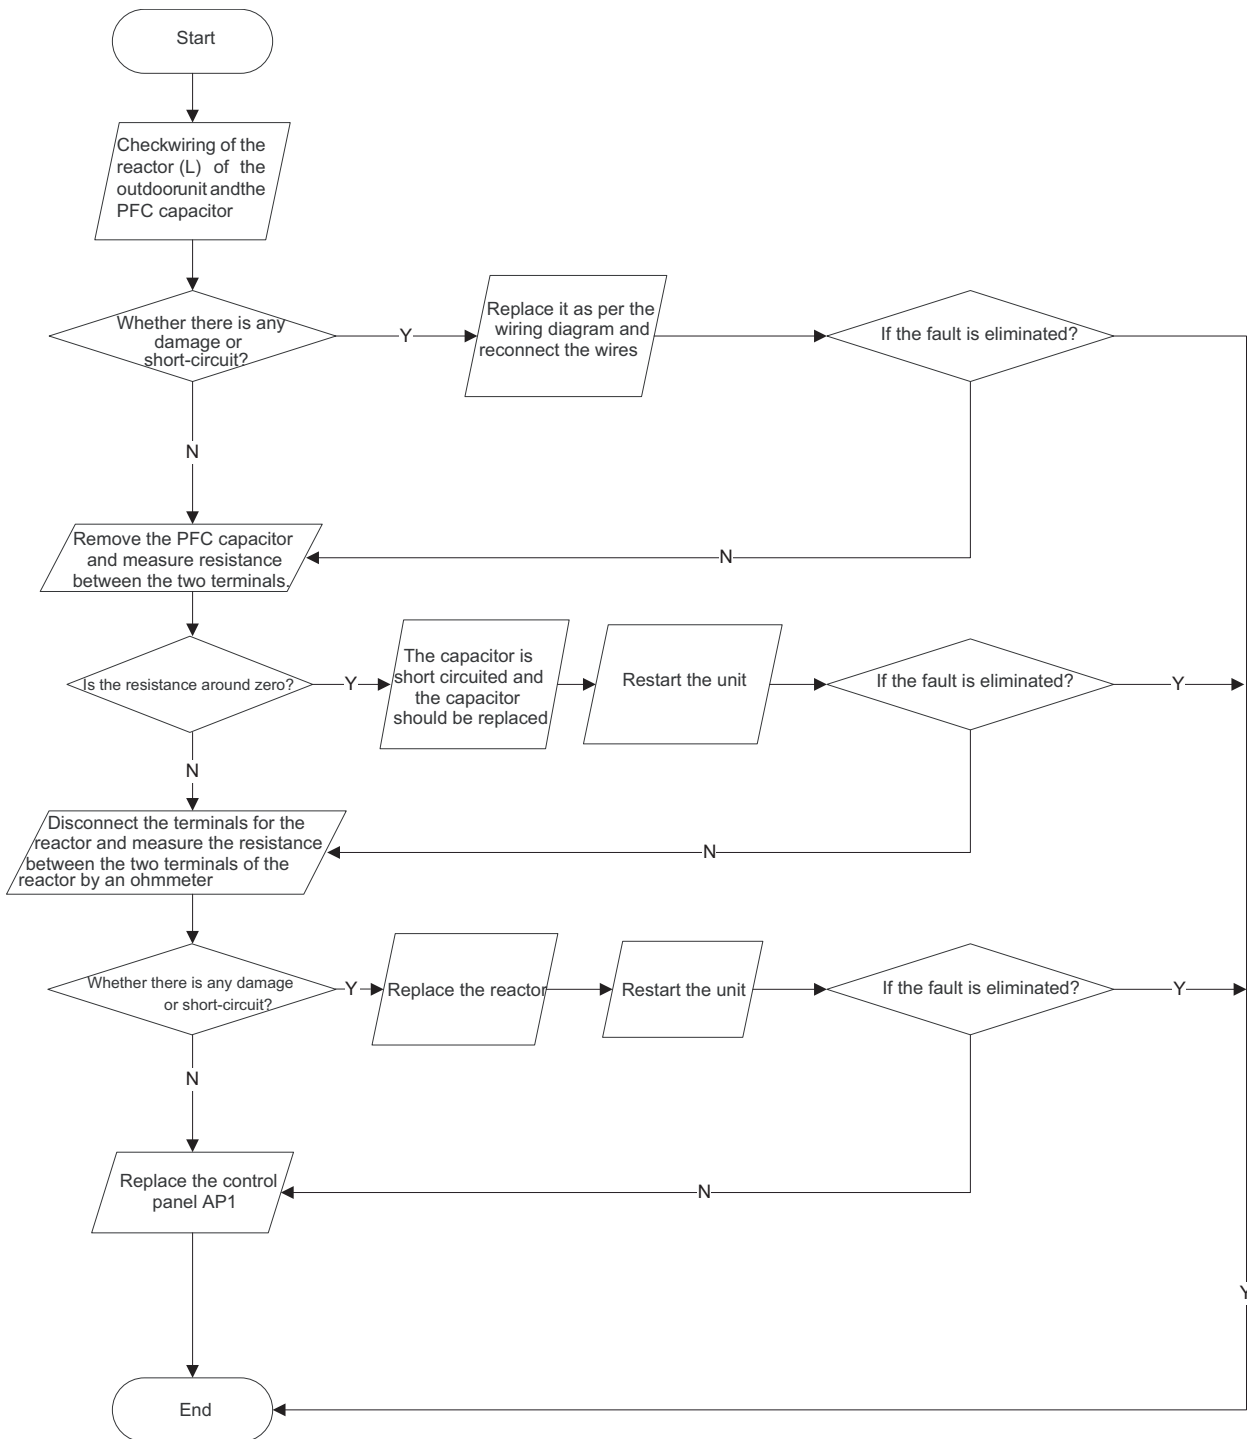 Start
Checkwiring of the
reactor (L) of the
outdoorunit andthe
PFC capacitor
Whether there is any
damage or
short-circuit?
Y
Replace it as per the
wiring diagram and
reconnect the wires
If the fault is eliminated?
N
Remove the PFC capacitor
and measure resistance
between the two terminals.
N
Is the resistance around zero?
Y
The capacitor is
short circuited and
the capacitor
should be replaced
Restart the unit
If the fault is eliminated?
Y
N
Disconnect the terminals for the
reactor and measure the resistance
between the two terminals of the
reactor by an ohmmeter
N
Whether there is any damage
or short-circuit?
Y
Replace the reactor
Restart the unit
If the fault is eliminated?
Y
N
Replace the control
panel AP1
N
Y
End